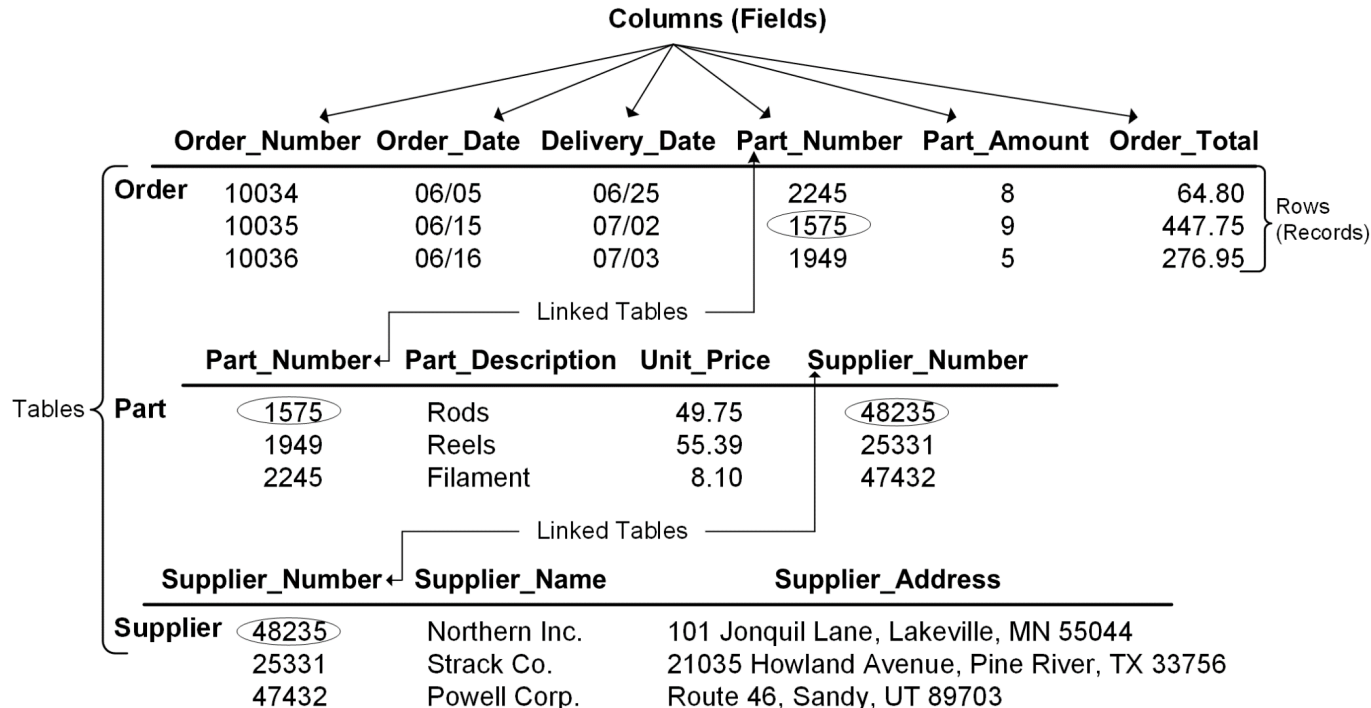 Columns (Fields)
Order_Number Order_Date Delivery_Date Part_Number Part_Amount Order_Total
Order 10034 06/05 06/25 2245 8 64.80
10035 06/15 07/02 1575 9 447.75
10036 06/16 07/03 1949 5 276.95
Rows
(Records)
Linked Tables
Part_Number Part_Description Unit_Price Supplier_Number
Tables Part 1575 Rods 49.75 48235
1949 Reels 55.39 25331
2245 Filament 8.10 47432
Linked Tables
Supplier_Number Supplier_Name Supplier_Address
Supplier 48235 Northern Inc. 101 Jonquil Lane, Lakeville, MN 55044
25331 Strack Co. 21035 Howland Avenue, Pine River, TX 33756
47432 Powell Corp. Route 46, Sandy, UT 89703